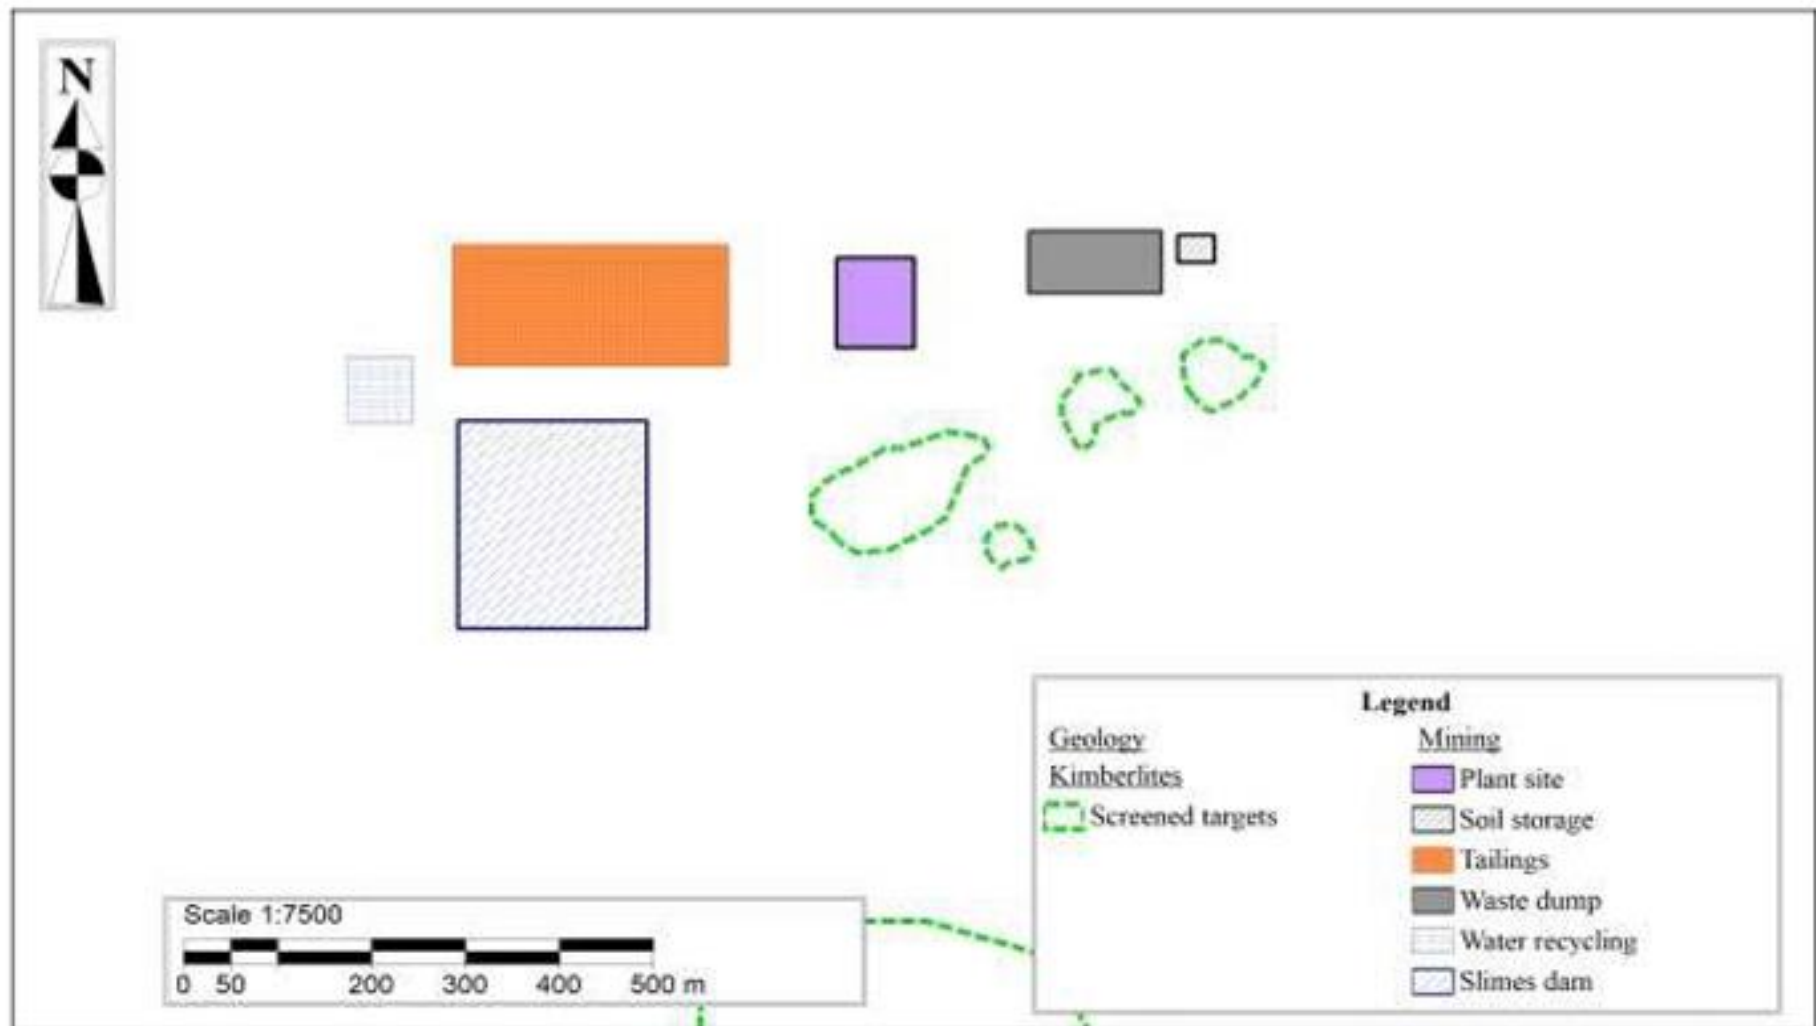 N
Legend
Geology
Kimberlites
Screened targets
Mining
Plant site
Soil storage
Tailings
Waste dump
Water recycling
Slimes dam
Scale 1:7500
0 50 200 300 400 500 m